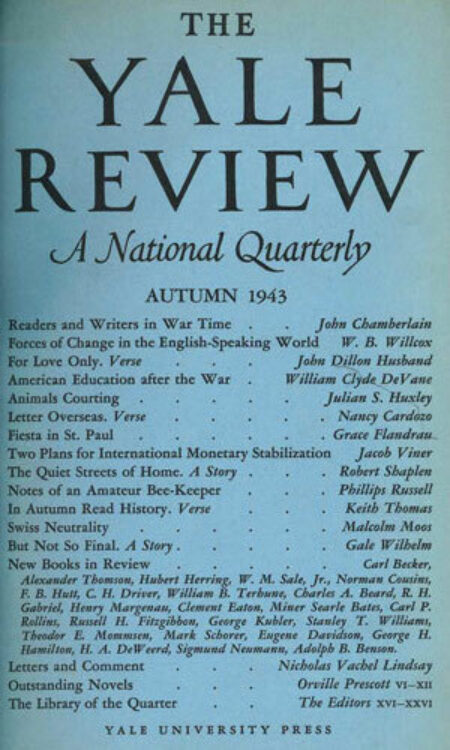 THE
YALE
REVIEW
A National Quarterly
AUTUMN 1943
Readers and Writers in War Time . . John Chamberlain
Forces of Change in the English-Speaking World W. B. Willcox
For Love Only. Verse . . . . John Dillon Husband
American Education after the War . William Clyde DeVane
Animals Courting . . . . . Julian S. Huxley
Letter Overseas. Verse . . . . Nancy Cardozo
Fiesta in St. Paul . . . . . Grace Flandrau
Two Plans for International Monetary Stabilization Jacob Viner
The Quiet Streets of Home. A Story . . . Robert Shaplen
Notes of an Amateur Bee-Keeper . . . Phillips Russell
In Autumn Read History. Verse . . . Keith Thomas
Swiss Neutrality . . . . . . Malcolm Moos
But Not So Final. A Story . . . . . Gale Wilhelm
New Books in Review . . . . . Carl Becker,
Alexander Thomson, Hubert Herring, W. M. Sale, Jr., Norman Cousins,
F. B. Hutt, C. H. Driver, William B. Terhune, Charles A. Beard, R. H.
Gabriel, Henry Margenau, Clement Eaton, Miner Searle Bates, Carl P.
Rollins, Russell H. Fitzgibbon, George Kubler, Stanley T. Williams,
Theodor E. Mommsen, Mark Schorer, Eugene Davidson, George H.
Hamilton, H. A. DeWeerd, Sigmund Neumann, Adolph B. Benson.
Letters and Comment . . . Nicholas Vachel Lindsay
Outstanding Novels . . . Orville Prescott VI-XII
The Library of the Quarter . . The Editors XVI-XXVI
YALE UNIVERSITY PRESS